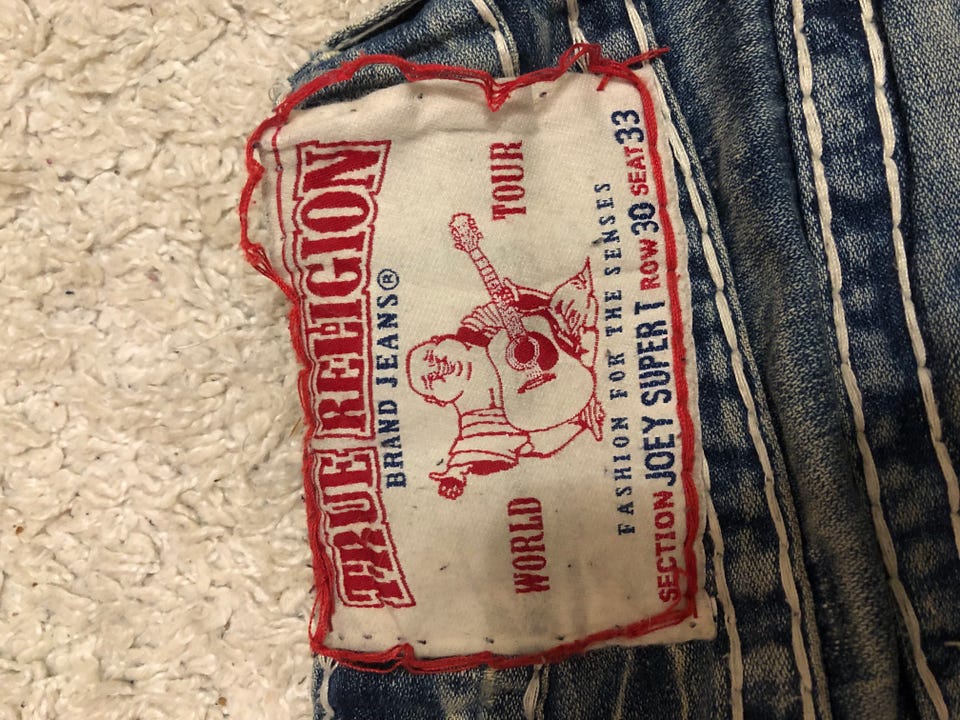 TRUE RELIGION
BRAND JEANS®
WORLD TOUR
FASHION FOR THE SENSES
SECTION JOEY SUPER T ROW 30 SEAT 33